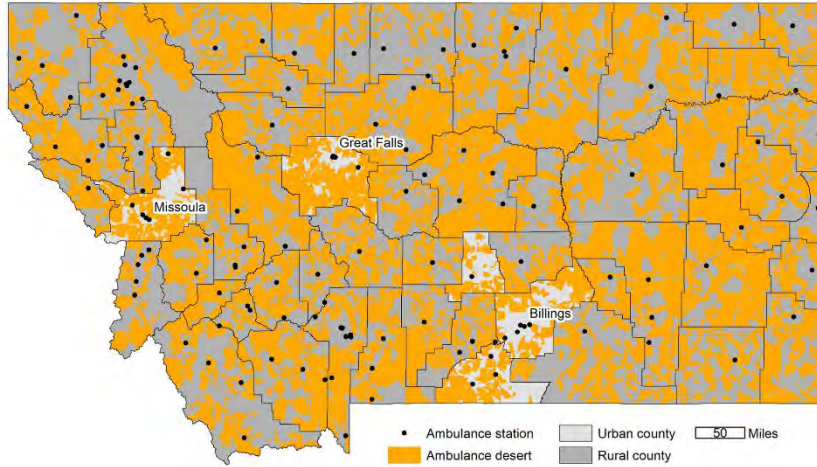 Great Falls
Missoula
Billings
Ambulance station
Urban county
50 Miles
Ambulance desert
Rural county